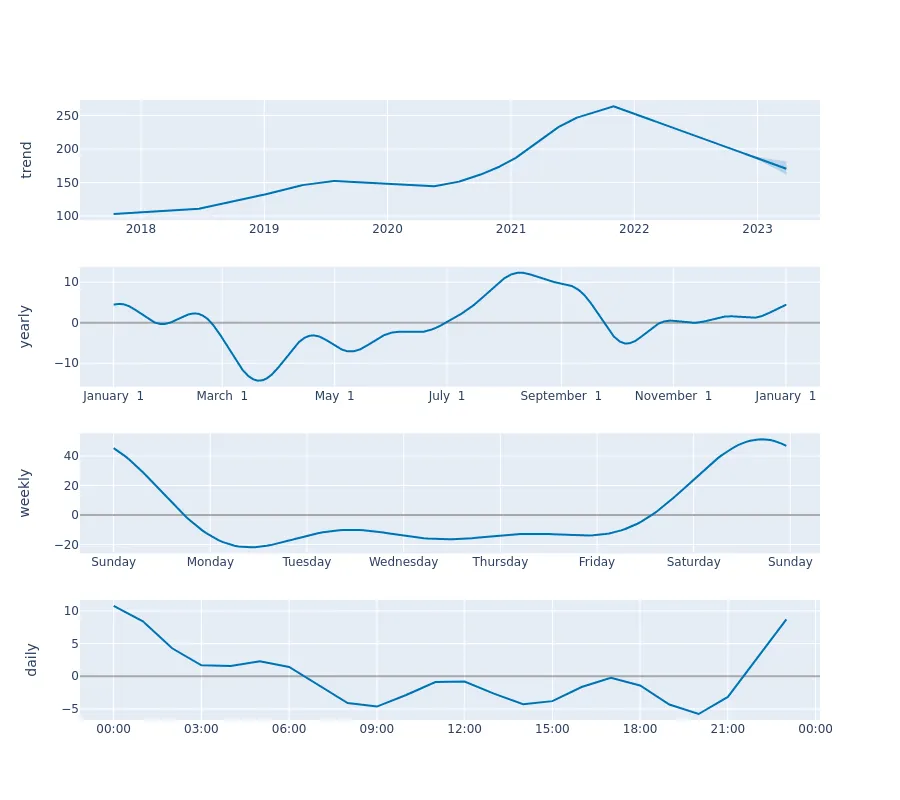 trend
250
200
150
100
2018 2019 2020 2021 2022 2023
yearly
10
0
−10
January 1 March 1 May 1 July 1 September 1 November 1 January 1
weekly
40
20
0
−20
Sunday Monday Tuesday Wednesday Thursday Friday Saturday Sunday
daily
10
5
0
−5
00:00 03:00 06:00 09:00 12:00 15:00 18:00 21:00 00:00